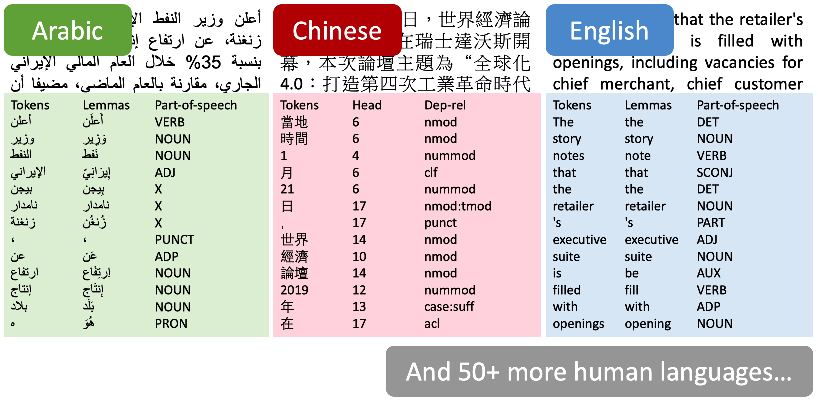 Arabic
أعلن وزير النفط
زنغنة، عن ارتفاع
بنسبة 35% خلال العام المالي الإيراني
الجاري، مقارنة بالعام الماضي، مضيفا أن
Tokens Lemmas Part-of-speech
أعلن أَعلَن VERB
وزير وَزِير NOUN
النفط نَفط NOUN
الإيراني إِيرَانِيّ ADJ
بيجن بيجن X
نامدار نامدار X
زنغنة زَنغُن X
، ، PUNCT
عن عَن ADP
ارتفاع اِرتِفَاع NOUN
إنتاج إِنتَاج NOUN
بلاد بَلَد NOUN
ه هُوَ PRON
Chinese
日，世界經濟論
在瑞士達沃斯開
幕，本次論壇主題為“全球化
4.0：打造第四次工業革命時代
Tokens Head Dep-rel
當地 6 nmod
時間 6 nmod
1 4 nummod
月 6 clf
21 6 nummod
日 17 nmod:tmod
, 17 punct
世界 14 nmod
經濟 10 nmod
論壇 14 nmod
2019 12 nummod
年 13 case:suff
在 17 acl
English
that the retailer's
is filled with
openings, including vacancies for
chief merchant, chief customer
Tokens Lemmas Part-of-speech
The the DET
story story NOUN
notes note VERB
that that SCONJ
the the DET
retailer retailer NOUN
's 's PART
executive executive ADJ
suite suite NOUN
is be AUX
filled fill VERB
with with ADP
openings opening NOUN
And 50+ more human languages…